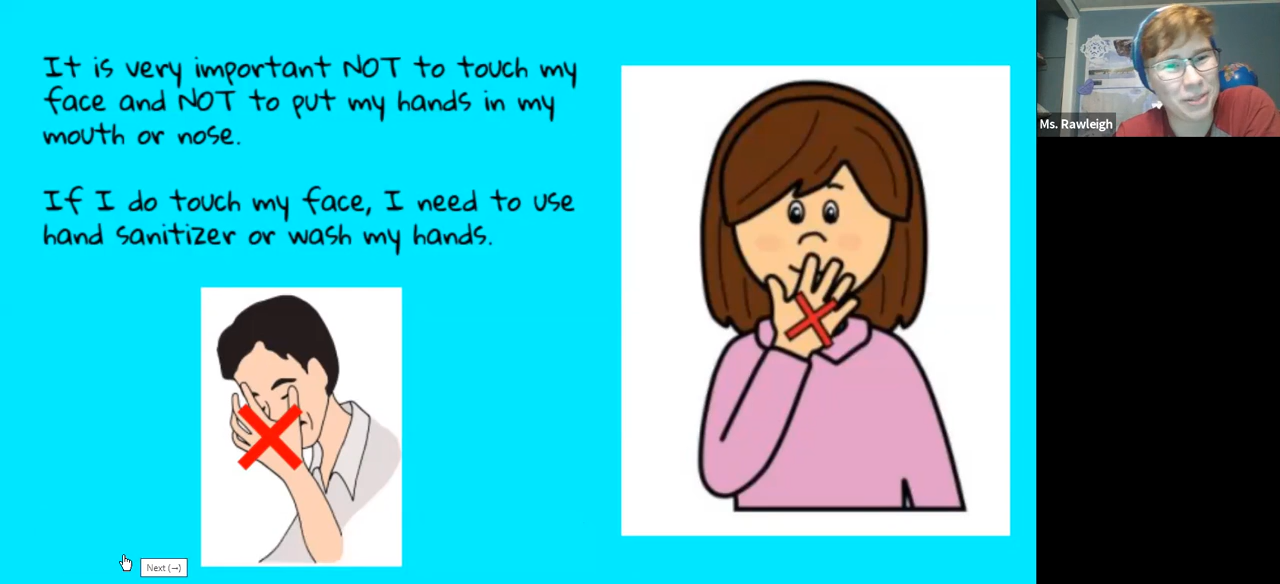 It is very important NOT to touch my
face and NOT to put my hands in my
mouth or nose.
If I do touch my face, I need to use
hand sanitizer or wash my hands.
Ms. Rawleigh
Next (→)